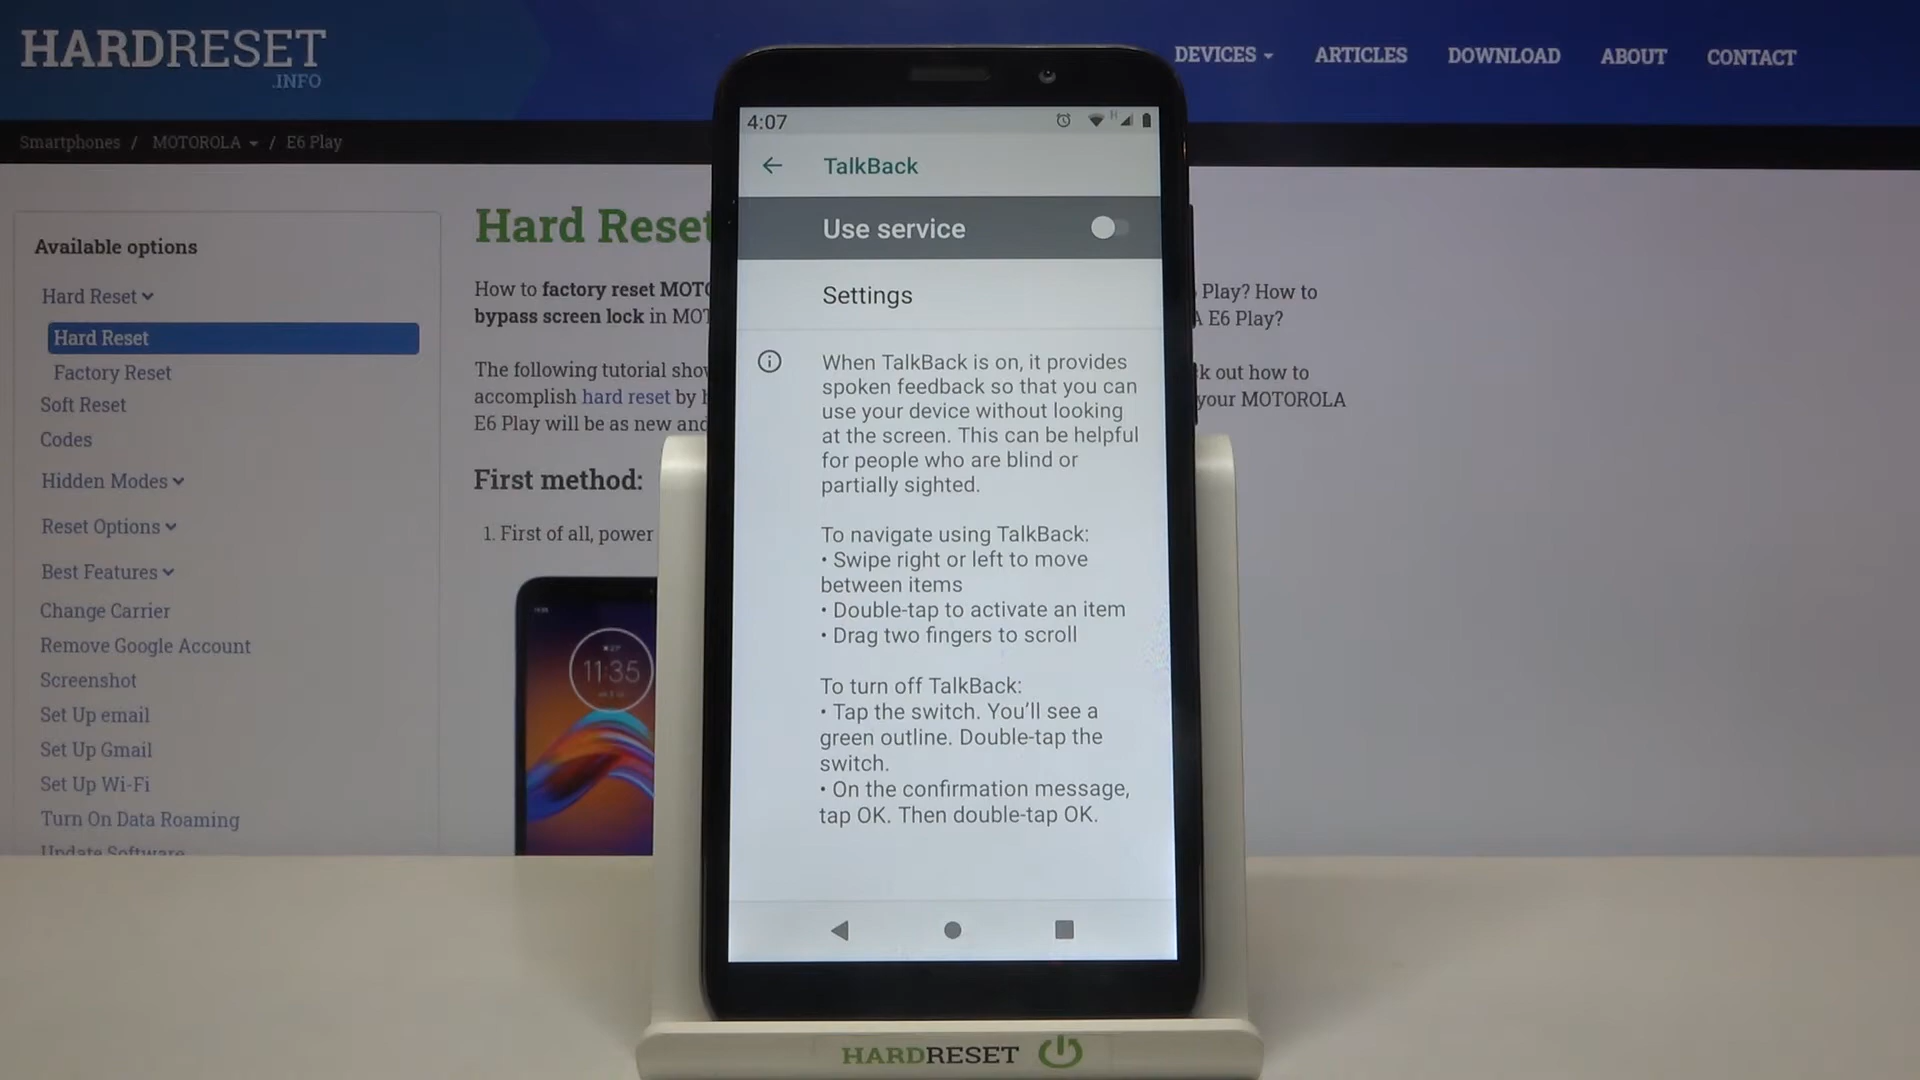 HARDRESET
.INFO
DEVICES
ARTICLES
DOWNLOAD
ABOUT
CONTACT
Smartphones / MOTOROLA / E6 Play
Available options
Hard Reset
Hard Reset
Factory Reset
Soft Reset
Codes
Hidden Modes
Reset Options
Best Features
Change Carrier
Remove Google Account
Screenshot
Set Up email
Set Up Gmail
Set Up Wi-Fi
Turn On Data Roaming
Update Software
Hard Reset
How to factory reset MOTO
bypass screen lock in MOT
The following tutorial show
accomplish hard reset by h
E6 Play will be as new and
First method:
1. First of all, power
11:35
4:07
H
TalkBack
Use service
Settings
When TalkBack is on, it provides
spoken feedback so that you can
use your device without looking
at the screen. This can be helpful
for people who are blind or
partially sighted.
To navigate using TalkBack:
• Swipe right or left to move
between items
• Double-tap to activate an item
• Drag two fingers to scroll
To turn off TalkBack:
• Tap the switch. You'll see a
green outline. Double-tap the
switch.
• On the confirmation message,
tap OK. Then double-tap OK.
Play? How to
A E6 Play?
k out how to
your MOTOROLA
HARDRESET